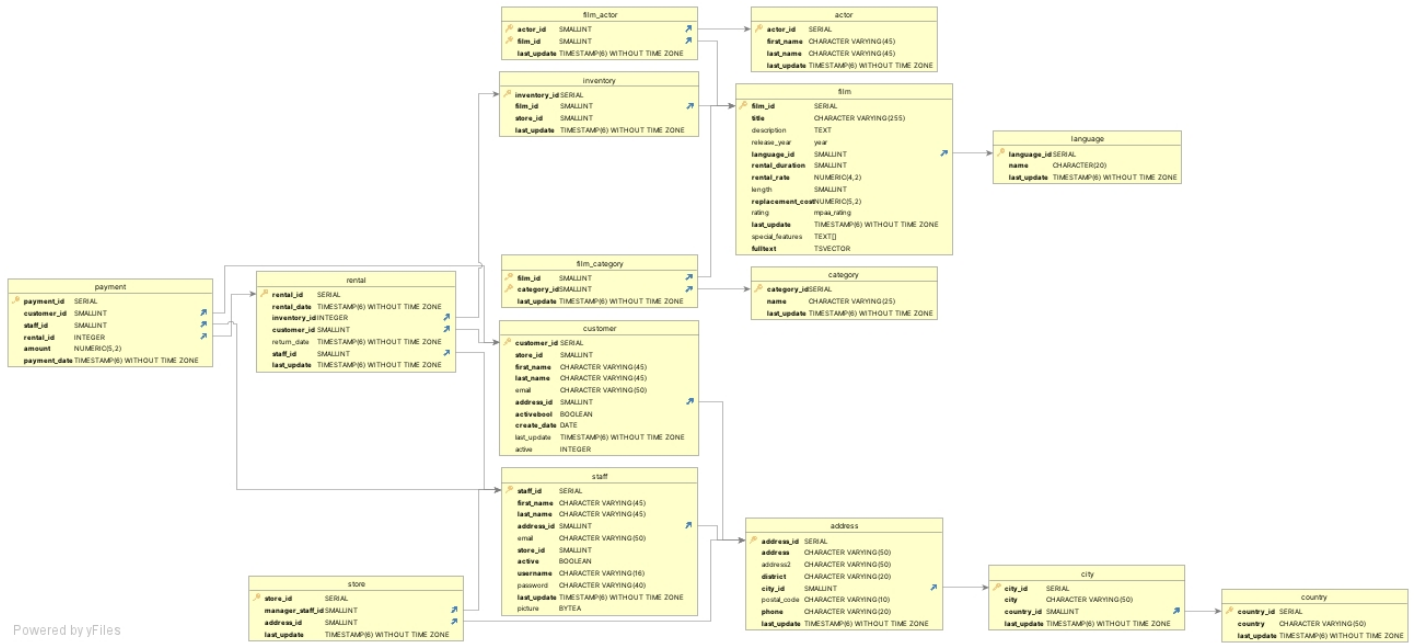 film_actor
actor_id SMALLINT
film_id SMALLINT
last_update TIMESTAMP(6) WITHOUT TIME ZONE
actor
actor_id SERIAL
first_name CHARACTER VARYING(45)
last_name CHARACTER VARYING(45)
last_update TIMESTAMP(6) WITHOUT TIME ZONE
inventory
inventory_id SERIAL
film_id SMALLINT
store_id SMALLINT
last_update TIMESTAMP(6) WITHOUT TIME ZONE
film
film_id SERIAL
title CHARACTER VARYING(255)
description TEXT
release_year year
language_id SMALLINT
rental_duration SMALLINT
rental_rate NUMERIC(4,2)
length SMALLINT
replacement_cost NUMERIC(5,2)
rating mpaa_rating
last_update TIMESTAMP(6) WITHOUT TIME ZONE
special_features TEXT[]
fulltext TSVECTOR
language
language_id SERIAL
name CHARACTER(20)
last_update TIMESTAMP(6) WITHOUT TIME ZONE
film_category
film_id SMALLINT
category_id SMALLINT
last_update TIMESTAMP(6) WITHOUT TIME ZONE
category
category_id SERIAL
name CHARACTER VARYING(25)
last_update TIMESTAMP(6) WITHOUT TIME ZONE
payment
payment_id SERIAL
customer_id SMALLINT
staff_id SMALLINT
rental_id INTEGER
amount NUMERIC(5,2)
payment_date TIMESTAMP(6) WITHOUT TIME ZONE
rental
rental_id SERIAL
rental_date TIMESTAMP(6) WITHOUT TIME ZONE
inventory_id INTEGER
customer_id SMALLINT
return_date TIMESTAMP(6) WITHOUT TIME ZONE
staff_id SMALLINT
last_update TIMESTAMP(6) WITHOUT TIME ZONE
customer
customer_id SERIAL
store_id SMALLINT
first_name CHARACTER VARYING(45)
last_name CHARACTER VARYING(45)
email CHARACTER VARYING(50)
address_id SMALLINT
activebool BOOLEAN
create_date DATE
last_update TIMESTAMP(6) WITHOUT TIME ZONE
active INTEGER
staff
staff_id SERIAL
first_name CHARACTER VARYING(45)
last_name CHARACTER VARYING(45)
address_id SMALLINT
email CHARACTER VARYING(50)
store_id SMALLINT
active BOOLEAN
username CHARACTER VARYING(16)
password CHARACTER VARYING(40)
last_update TIMESTAMP(6) WITHOUT TIME ZONE
picture BYTEA
store
store_id SERIAL
manager_staff_id SMALLINT
address_id SMALLINT
last_update TIMESTAMP(6) WITHOUT TIME ZONE
address
address_id SERIAL
address CHARACTER VARYING(50)
address2 CHARACTER VARYING(50)
district CHARACTER VARYING(20)
city_id SMALLINT
postal_code CHARACTER VARYING(10)
phone CHARACTER VARYING(20)
last_update TIMESTAMP(6) WITHOUT TIME ZONE
city
city_id SERIAL
city CHARACTER VARYING(50)
country_id SMALLINT
last_update TIMESTAMP(6) WITHOUT TIME ZONE
country
country_id SERIAL
country CHARACTER VARYING(50)
last_update TIMESTAMP(6) WITHOUT TIME ZONE
Powered by yFiles